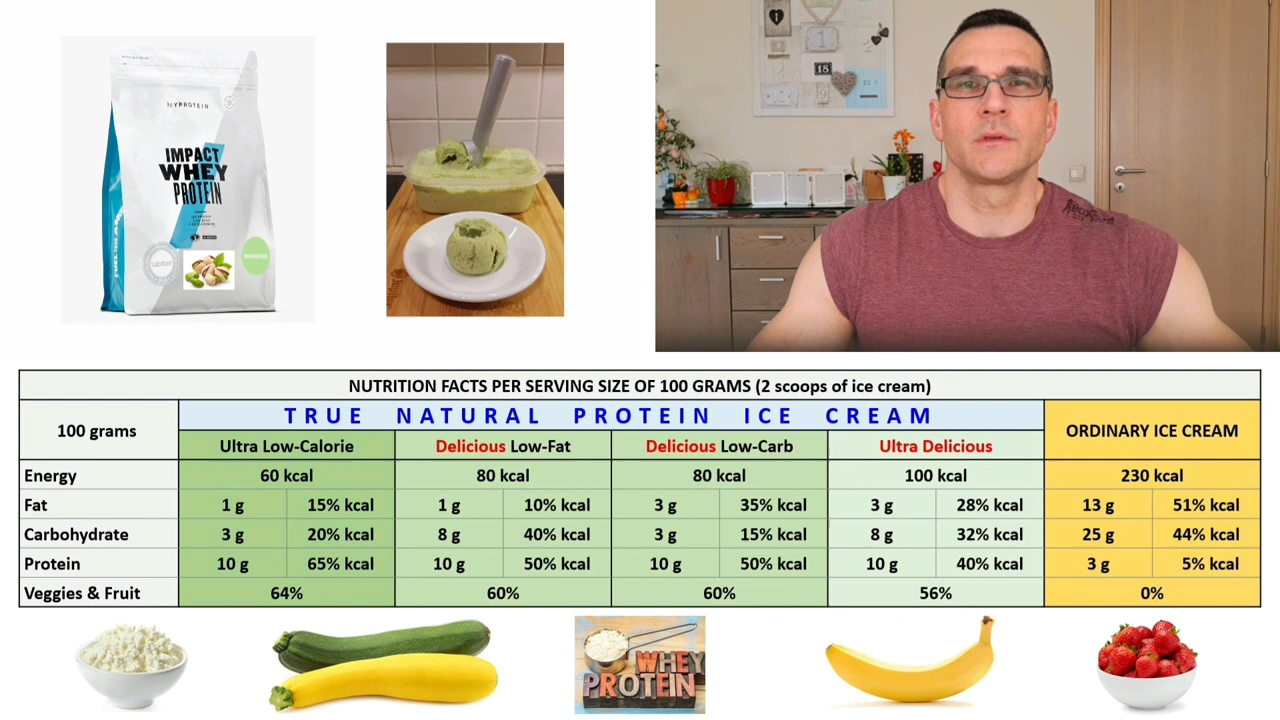 MYPROTEIN
IMPACT
WHEY
PROTEIN
PISTACHIO
1
18
NUTRITION FACTS PER SERVING SIZE OF 100 GRAMS (2 scoops of ice cream)
100 grams
TRUE NATURAL PROTEIN ICE CREAM
ORDINARY ICE CREAM
Ultra Low-Calorie Delicious Low-Fat Delicious Low-Carb Ultra Delicious
Energy 60 kcal 80 kcal 80 kcal 100 kcal 230 kcal
Fat 1 g 15% kcal 1 g 10% kcal 3 g 35% kcal 3 g 28% kcal 13 g 51% kcal
Carbohydrate 3 g 20% kcal 8 g 40% kcal 3 g 15% kcal 8 g 32% kcal 25 g 44% kcal
Protein 10 g 65% kcal 10 g 50% kcal 10 g 50% kcal 10 g 40% kcal 3 g 5% kcal
Veggies & Fruit 64% 60% 60% 56% 0%
WHEY
PROTEIN